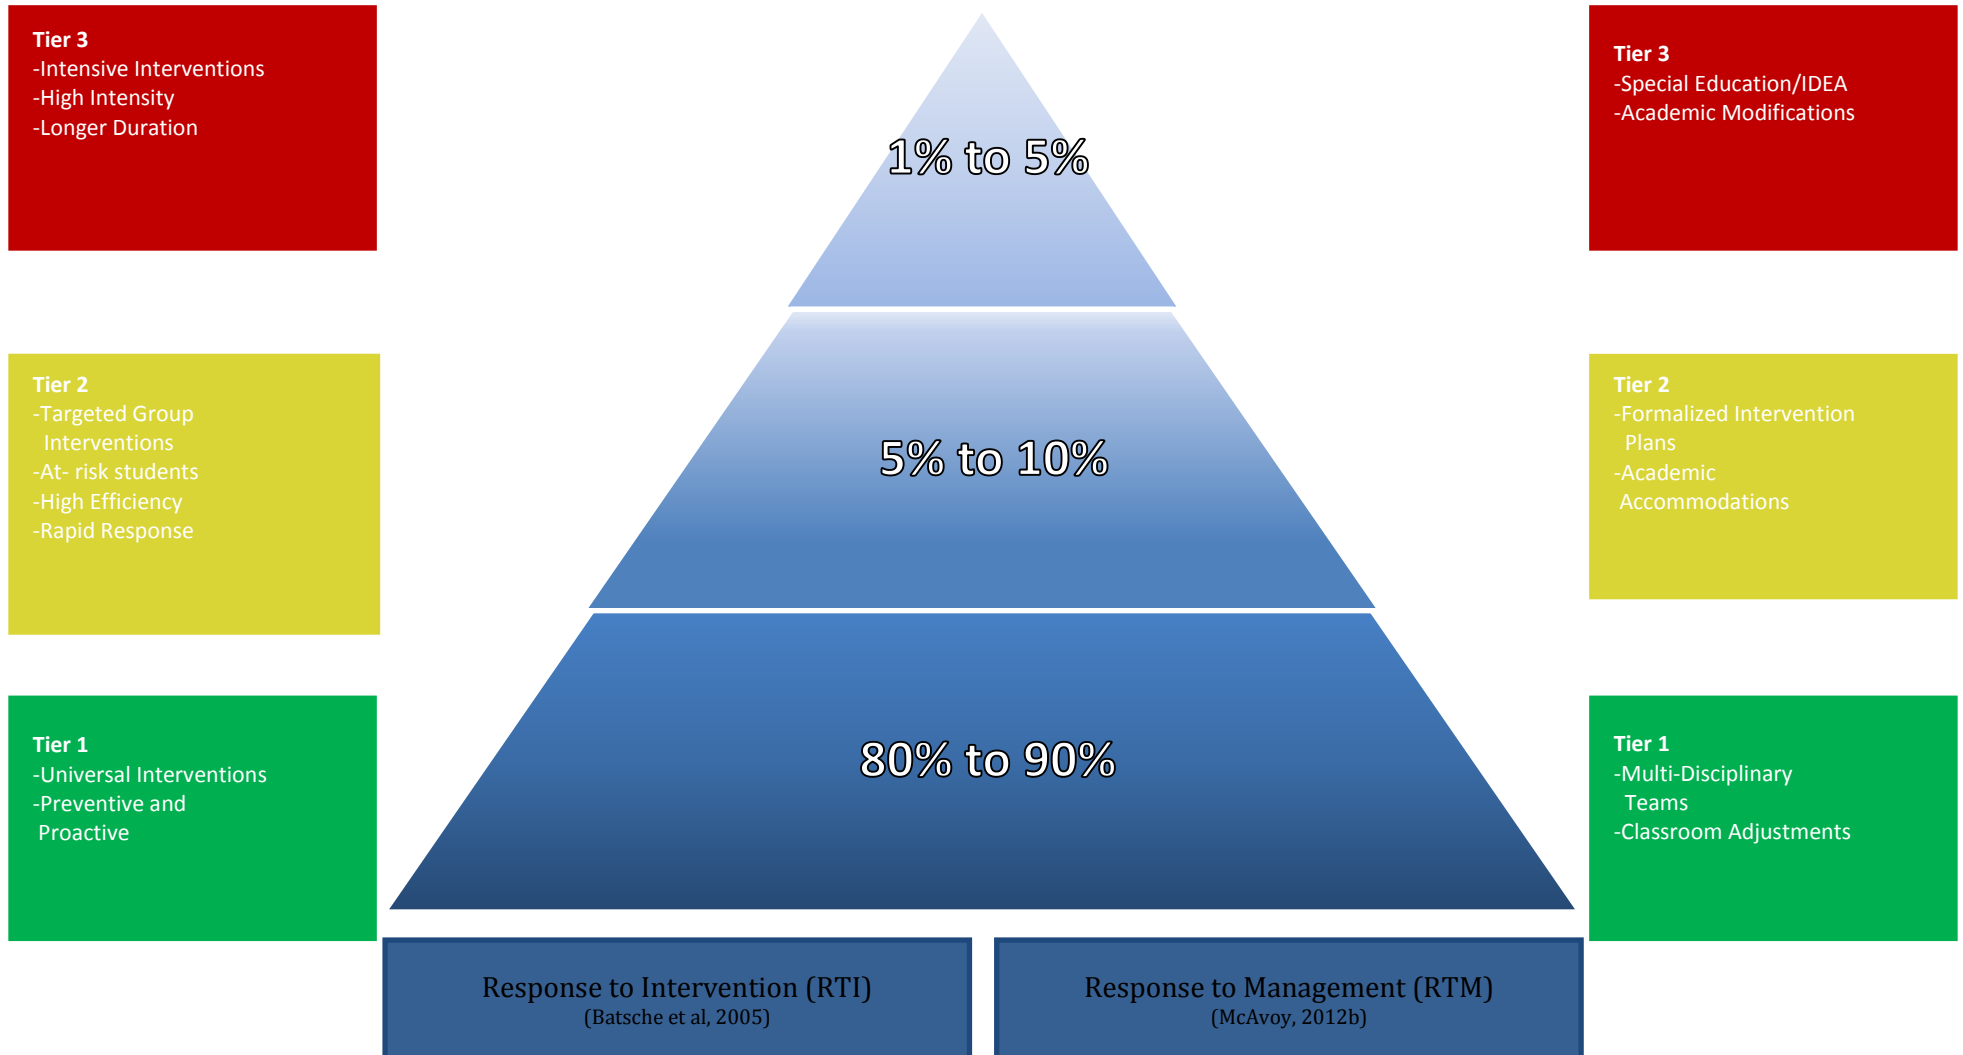 Tier 3
-Intensive Interventions
-High Intensity
-Longer Duration
1% to 5%
Tier 3
-Special Education/IDEA
-Academic Modifications
Tier 2
-Targeted Group
Interventions
-At- risk students
-High Efficiency
-Rapid Response
5% to 10%
Tier 2
-Formalized Intervention
Plans
-Academic
Accommodations
Tier 1
-Universal Interventions
-Preventive and
Proactive
80% to 90%
Tier 1
-Multi-Disciplinary
Teams
-Classroom Adjustments
Response to Intervention (RTI)
(Batsche et al, 2005)
Response to Management (RTM)
(McAvoy, 2012b)